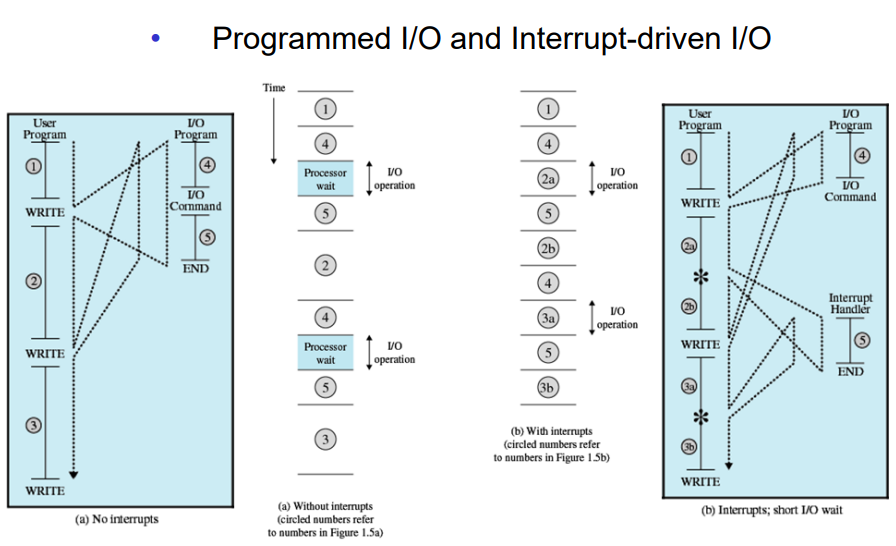 • Programmed I/O and Interrupt-driven I/O
User
Program
I/O
Program
1
4
WRITE
I/O
Command
5
END
2
WRITE
3
WRITE
(a) No interrupts
Time
1
4
Processor
wait
I/O
operation
5
2
4
Processor
wait
I/O
operation
5
3
(a) Without interrupts
(circled numbers refer
to numbers in Figure 1.5a)
1
4
2a
I/O
operation
5
2b
4
3a
I/O
operation
5
3b
(b) With interrupts
(circled numbers refer
to numbers in Figure 1.5b)
User
Program
I/O
Program
1
4
I/O
Command
WRITE
2a
*
2b
Interrupt
Handler
5
END
WRITE
3a
*
3b
WRITE
(b) Interrupts; short I/O wait